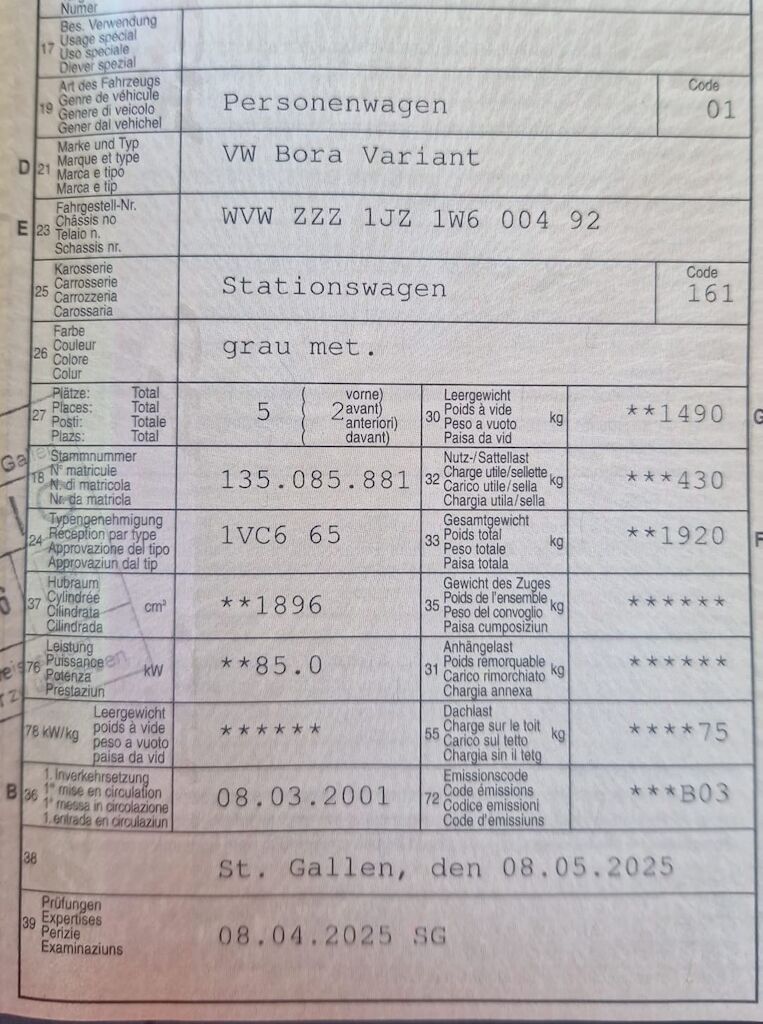 Numer
17
Bes. Verwendung
Usage spécial
Uso speciale
Diever spezial
19
Art des Fahrzeugs
Genre de véhicule
Genere di veicolo
Gener dal vehichel
Personenwagen
Code
01
D
21
Marke und Typ
Marque et type
Marca e tipo
Marca e tip
VW Bora Variant
E
23
Fahrgestell-Nr.
Châssis no
Telaio n.
Schassis nr.
WVW ZZZ 1JZ 1W6 004 92
25
Karosserie
Carrosserie
Carrozzeria
Carossaria
Stationswagen
Code
161
26
Farbe
Couleur
Colore
Colur
grau met.
27
Plätze: Total
Places: Total
Posti: Totale
Plazs: Total
5 ( 2
vorne)
avant)
anteriori)
davant)
30
Leergewicht
Poids à vide
Peso a vuoto
Paisa da vid
kg
**1490
G
18
Stammnummer
N° matricule
N. di matricola
Nr. da matricla
135.085.881
32
Nutz-/Sattellast
Charge utile/sellette
Carico utile/sella
Chargia utila/sella
kg
***430
24
Typengenehmigung
Réception par type
Approvazione del tipo
Approvaziun dal tip
1VC6 65
33
Gesamtgewicht
Poids total
Peso totale
Paisa totala
kg
**1920
F
37
Hubraum
Cylindrée
Cilindrata
Cilindrada
cm³
**1896
35
Gewicht des Zuges
Poids de l'ensemble
Peso del convoglio
Paisa cumposiziun
kg
******
76
Leistung
Puissance
Potenza
Prestaziun
kW
**85.0
31
Anhängelast
Poids remorquable
Carico rimorchiato
Chargia annexa
kg
******
78 kW/kg
Leergewicht
poids à vide
peso a vuoto
paisa da vid
******
55
Dachlast
Charge sur le toit
Carico sul tetto
Chargia sin il tetg
kg
****75
B
36
1. Inverkehrsetzung
1re mise en circulation
1a messa in circolazione
1. entrada en circulaziun
08.03.2001
72
Emissionscode
Code émissions
Codice emissioni
Code d'emissiuns
***B03
38
St. Gallen, den 08.05.2025
39
Prüfungen
Expertises
Perizie
Examinaziuns
08.04.2025 SG